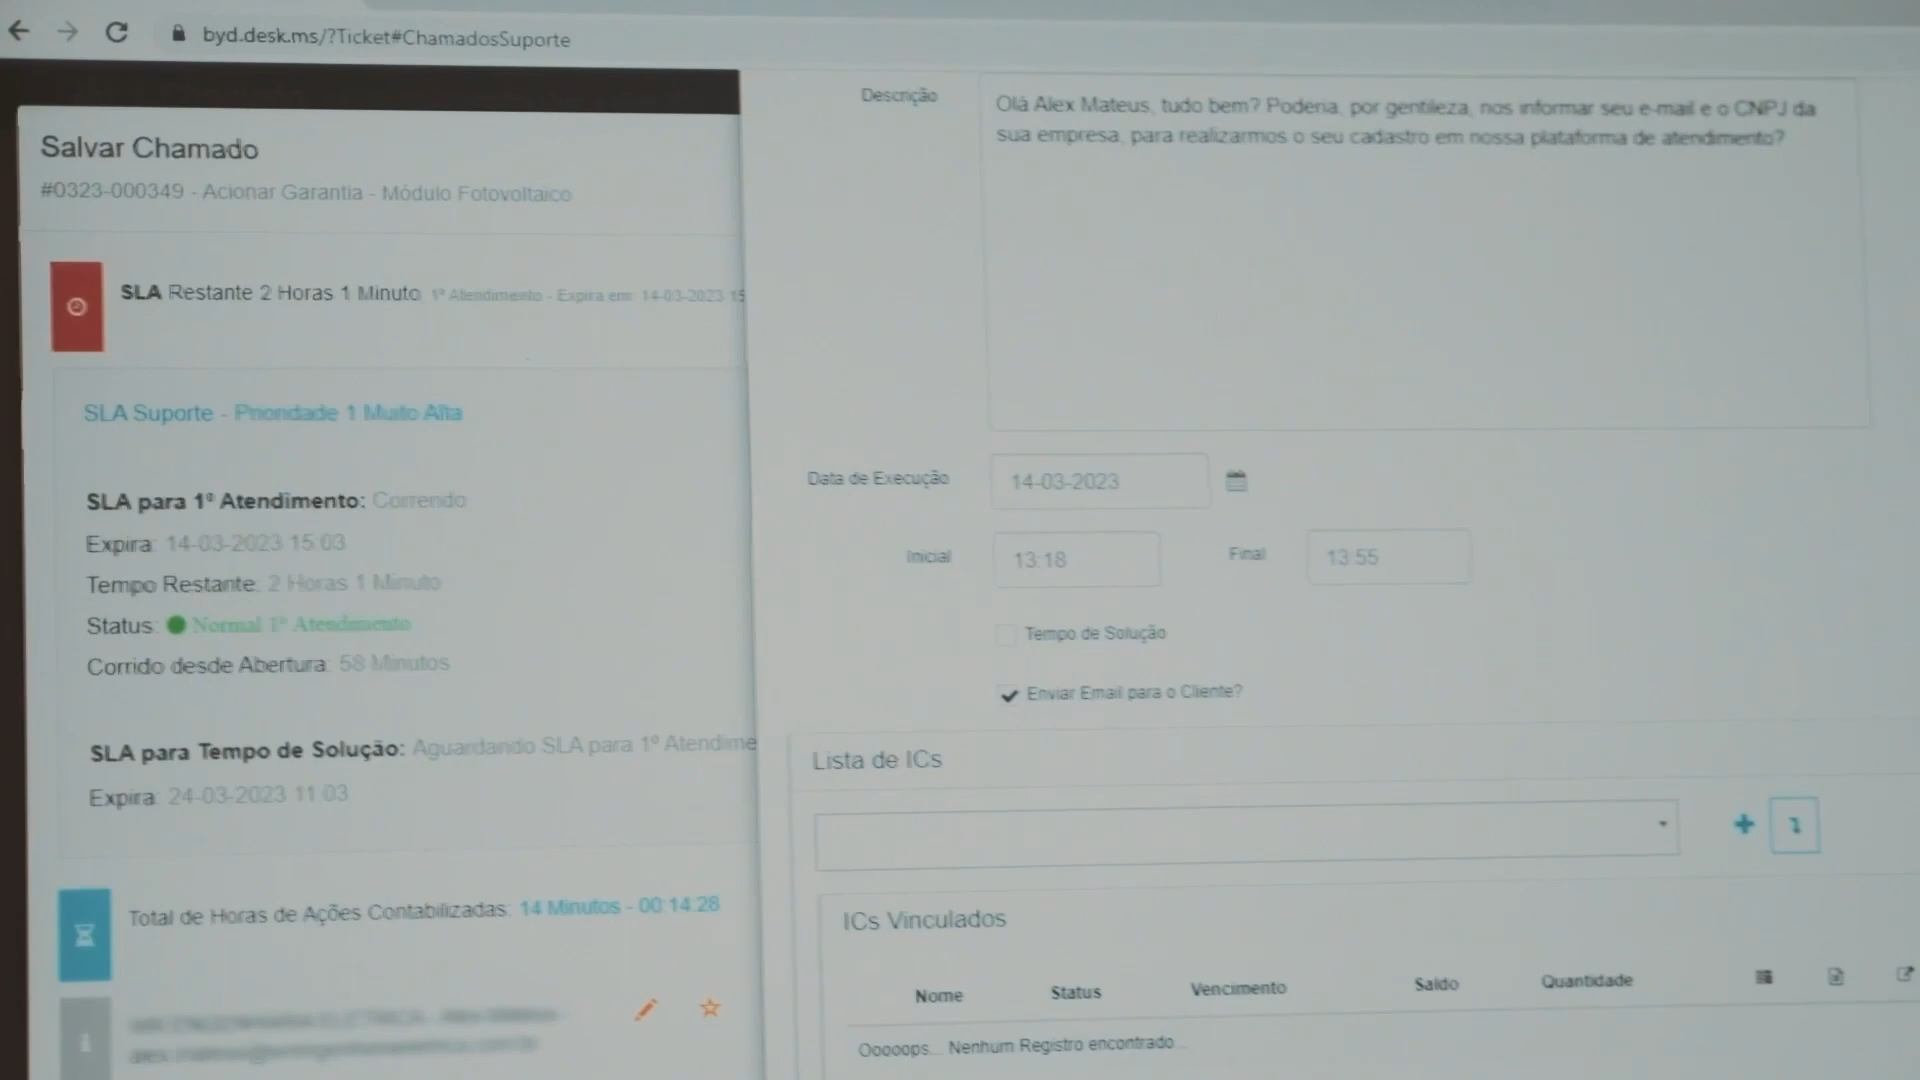 byd.desk.ms/?Ticket#ChamadosSuporte
Salvar Chamado
#0323-000349 - Acionar Garantia - Módulo Fotovoltaico
SLA Restante 2 Horas 1 Minuto 1º Atendimento - Expira em: 14-03-2023 15
SLA Suporte - Prioridade 1 Muito Alta
SLA para 1º Atendimento: Correndo
Expira: 14-03-2023 15:03
Tempo Restante: 2 Horas 1 Minuto
Status: Normal 1º Atendimento
Corrido desde Abertura: 58 Minutos
SLA para Tempo de Solução: Aguardando SLA para 1º Atendime
Expira: 24-03-2023 11:03
Total de Horas de Ações Contabilizadas: 14 Minutos - 00:14:28
Descrição
Olá Alex Mateus, tudo bem? Poderia, por gentileza, nos informar seu e-mail e o CNPJ da
sua empresa, para realizarmos o seu cadastro em nossa plataforma de atendimento?
Data de Execução 14-03-2023
Inicial 13:18 Final 13:55
Tempo de Solução
Enviar Email para o Cliente?
Lista de ICs
ICs Vinculados
Nome Status Vencimento Saldo Quantidade
Ooooops... Nenhum Registro encontrado...